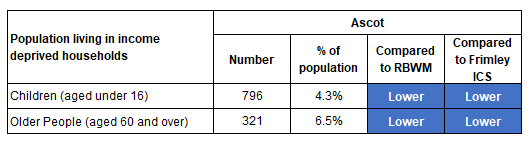 Population living in income
deprived households
Ascot
Number
% of
population
Compared
to RBWM
Compared
to Frimley
ICS
Children (aged under 16) 796 4.3% Lower Lower
Older People (aged 60 and over) 321 6.5% Lower Lower